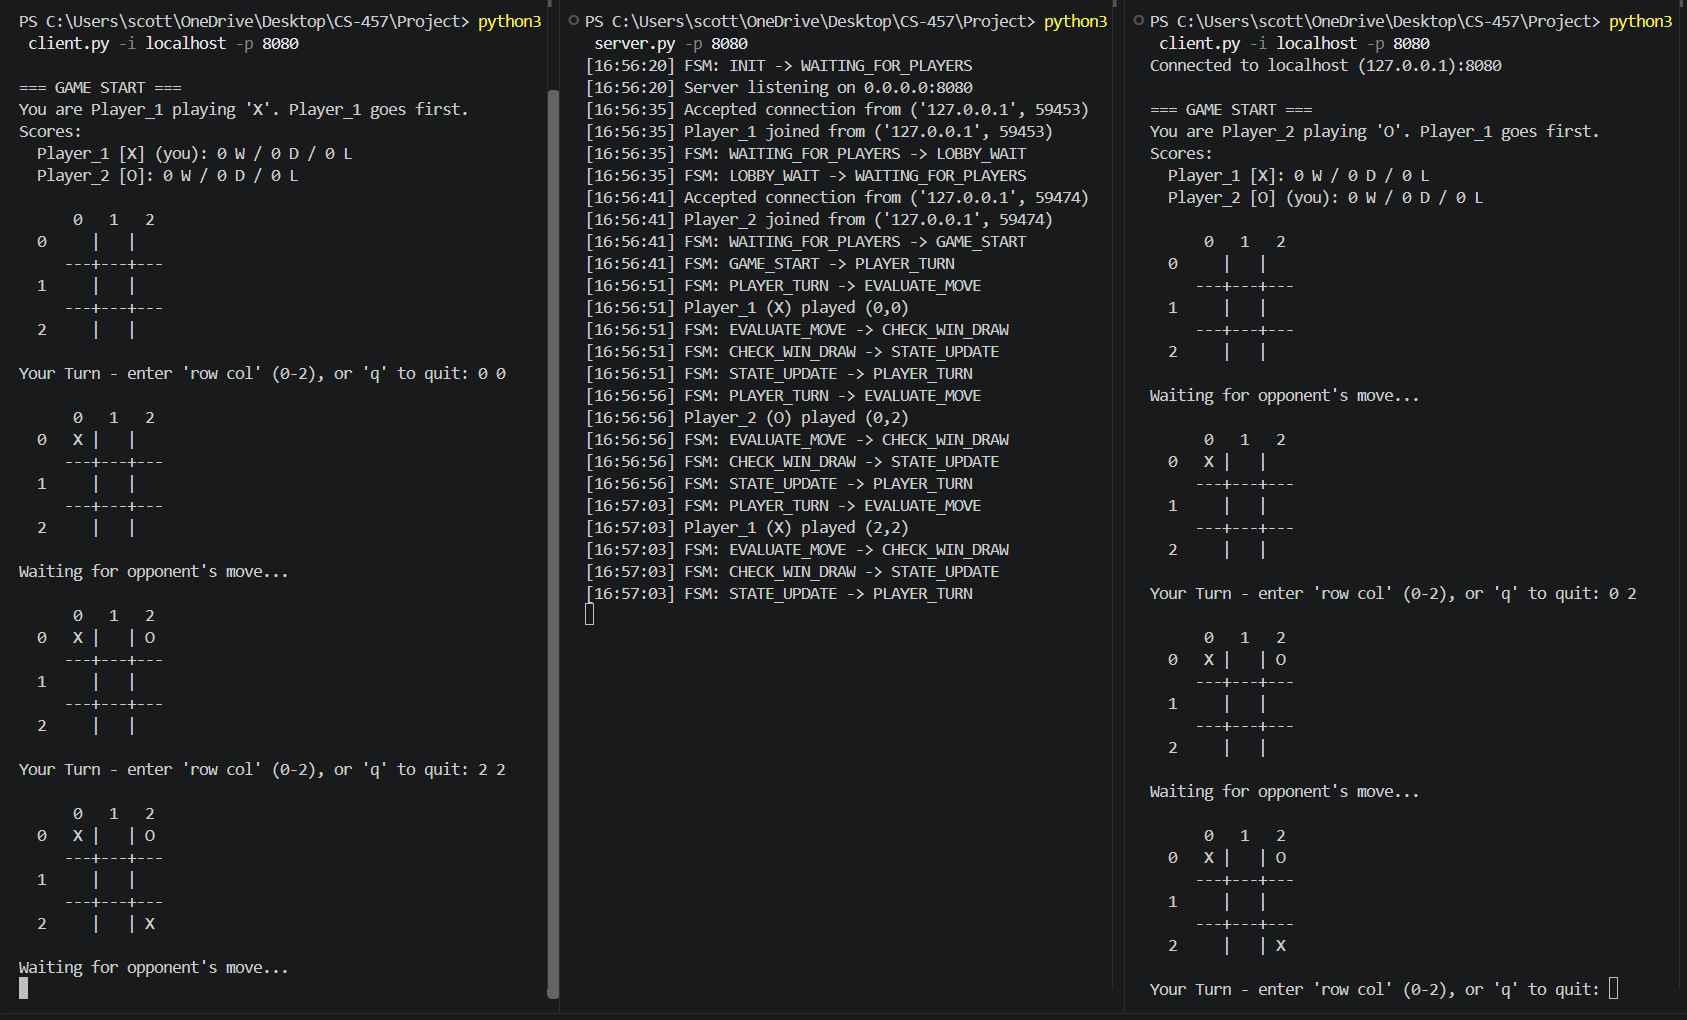 PS C:\Users\scott\OneDrive\Desktop\CS-457\Project> python3
 client.py -i localhost -p 8080

=== GAME START ===
You are Player_1 playing 'X'. Player_1 goes first.
Scores:
  Player_1 [X] (you): 0 W / 0 D / 0 L
  Player_2 [O]: 0 W / 0 D / 0 L

      0   1   2
  0     |   |
     ---+---+---
  1     |   |
     ---+---+---
  2     |   |

Your Turn - enter 'row col' (0-2), or 'q' to quit: 0 0

      0   1   2
  0   X |   |
     ---+---+---
  1     |   |
     ---+---+---
  2     |   |

Waiting for opponent's move...

      0   1   2
  0   X |   | O
     ---+---+---
  1     |   |
     ---+---+---
  2     |   |

Your Turn - enter 'row col' (0-2), or 'q' to quit: 2 2

      0   1   2
  0   X |   | O
     ---+---+---
  1     |   |
     ---+---+---
  2     |   | X

Waiting for opponent's move...
PS C:\Users\scott\OneDrive\Desktop\CS-457\Project> python3
 server.py -p 8080
[16:56:20] FSM: INIT -> WAITING_FOR_PLAYERS
[16:56:20] Server listening on 0.0.0.0:8080
[16:56:35] Accepted connection from ('127.0.0.1', 59453)
[16:56:35] Player_1 joined from ('127.0.0.1', 59453)
[16:56:35] FSM: WAITING_FOR_PLAYERS -> LOBBY_WAIT
[16:56:35] FSM: LOBBY_WAIT -> WAITING_FOR_PLAYERS
[16:56:41] Accepted connection from ('127.0.0.1', 59474)
[16:56:41] Player_2 joined from ('127.0.0.1', 59474)
[16:56:41] FSM: WAITING_FOR_PLAYERS -> GAME_START
[16:56:41] FSM: GAME_START -> PLAYER_TURN
[16:56:51] FSM: PLAYER_TURN -> EVALUATE_MOVE
[16:56:51] Player_1 (X) played (0,0)
[16:56:51] FSM: EVALUATE_MOVE -> CHECK_WIN_DRAW
[16:56:51] FSM: CHECK_WIN_DRAW -> STATE_UPDATE
[16:56:51] FSM: STATE_UPDATE -> PLAYER_TURN
[16:56:56] FSM: PLAYER_TURN -> EVALUATE_MOVE
[16:56:56] Player_2 (O) played (0,2)
[16:56:56] FSM: EVALUATE_MOVE -> CHECK_WIN_DRAW
[16:56:56] FSM: CHECK_WIN_DRAW -> STATE_UPDATE
[16:56:56] FSM: STATE_UPDATE -> PLAYER_TURN
[16:57:03] FSM: PLAYER_TURN -> EVALUATE_MOVE
[16:57:03] Player_1 (X) played (2,2)
[16:57:03] FSM: EVALUATE_MOVE -> CHECK_WIN_DRAW
[16:57:03] FSM: CHECK_WIN_DRAW -> STATE_UPDATE
[16:57:03] FSM: STATE_UPDATE -> PLAYER_TURN
PS C:\Users\scott\OneDrive\Desktop\CS-457\Project> python3
 client.py -i localhost -p 8080
Connected to localhost (127.0.0.1):8080

=== GAME START ===
You are Player_2 playing 'O'. Player_1 goes first.
Scores:
  Player_1 [X]: 0 W / 0 D / 0 L
  Player_2 [O] (you): 0 W / 0 D / 0 L

      0   1   2
  0     |   |
     ---+---+---
  1     |   |
     ---+---+---
  2     |   |

Waiting for opponent's move...

      0   1   2
  0   X |   |
     ---+---+---
  1     |   |
     ---+---+---
  2     |   |

Your Turn - enter 'row col' (0-2), or 'q' to quit: 0 2

      0   1   2
  0   X |   | O
     ---+---+---
  1     |   |
     ---+---+---
  2     |   |

Waiting for opponent's move...

      0   1   2
  0   X |   | O
     ---+---+---
  1     |   |
     ---+---+---
  2     |   | X

Your Turn - enter 'row col' (0-2), or 'q' to quit: